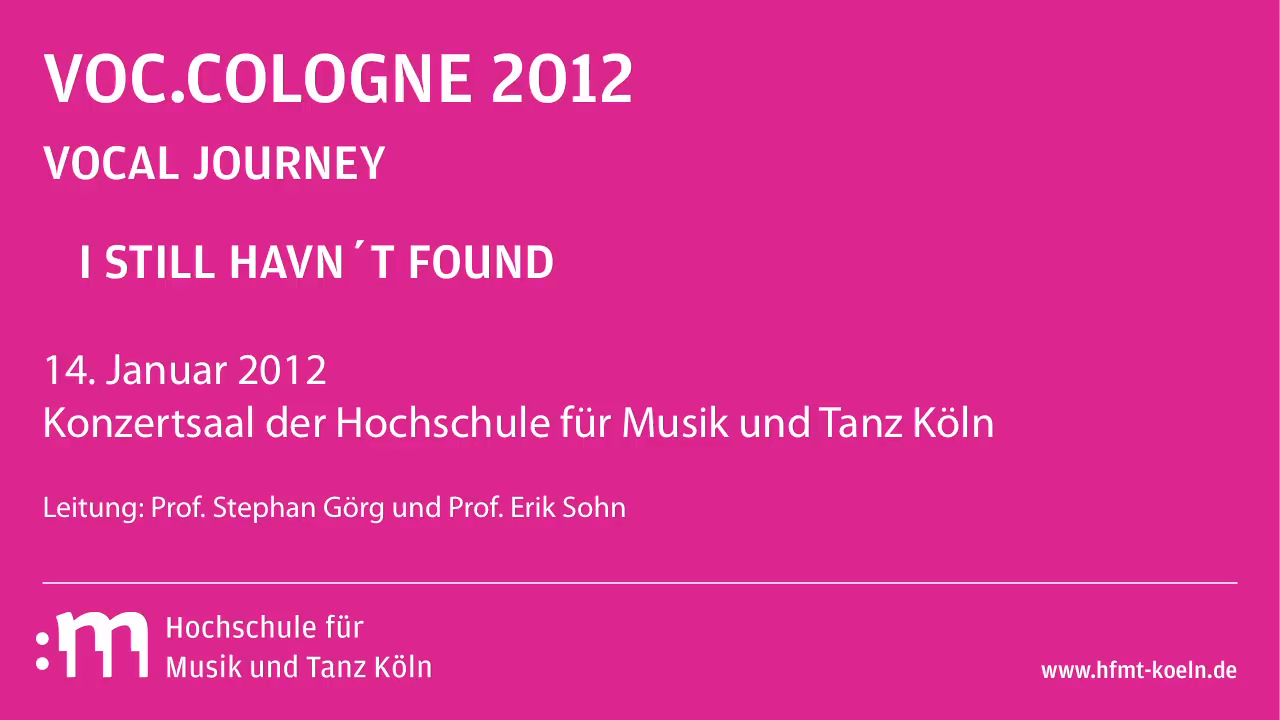 VOC.COLOGNE 2012
VOCAL JOURNEY
I STILL HAVN´T FOUND
14. Januar 2012
Konzertsaal der Hochschule für Musik und Tanz Köln
Leitung: Prof. Stephan Görg und Prof. Erik Sohn
:m Hochschule für
Musik und Tanz Köln
www.hfmt-koeln.de